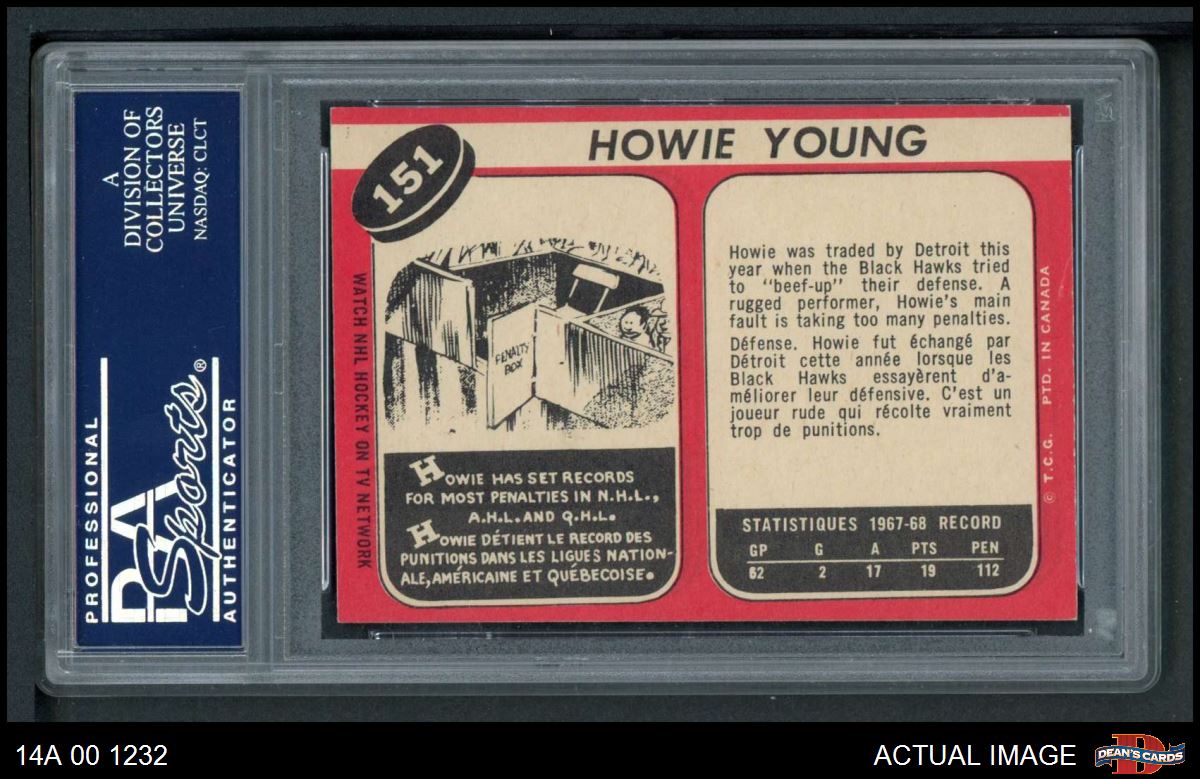 A
DIVISION OF
COLLECTORS
UNIVERSE
NASDAQ: CLCT
PROFESSIONAL
PSA
Sports®
AUTHENTICATOR
151
HOWIE YOUNG
WATCH NHL HOCKEY ON TV NETWORK
PENALTY
BOX
HOWIE HAS SET RECORDS
FOR MOST PENALTIES IN N.H.L.,
A.H.L. AND Q.H.L.
HOWIE DÉTIENT LE RECORD DES
PUNITIONS DANS LES LIGUES NATION-
ALE, AMÉRICAINE ET QUÉBECOISE.
Howie was traded by Detroit this
year when the Black Hawks tried
to "beef-up" their defense. A
rugged performer, Howie's main
fault is taking too many penalties.
Défense. Howie fut échangé par
Détroit cette année lorsque les
Black Hawks essayèrent d'a-
méliorer leur défensive. C'est un
joueur rude qui récolte vraiment
trop de punitions.
STATISTIQUES 1967-68 RECORD
GP G A PTS PEN
62 2 17 19 112
© T.C.G. PTD. IN CANADA
14A 00 1232
ACTUAL IMAGE
D
DEAN'S CARDS